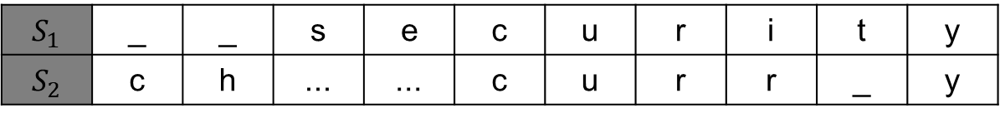 S₁ _ _ s e c u r i t y
S₂ c h ... ... c u r r _ y